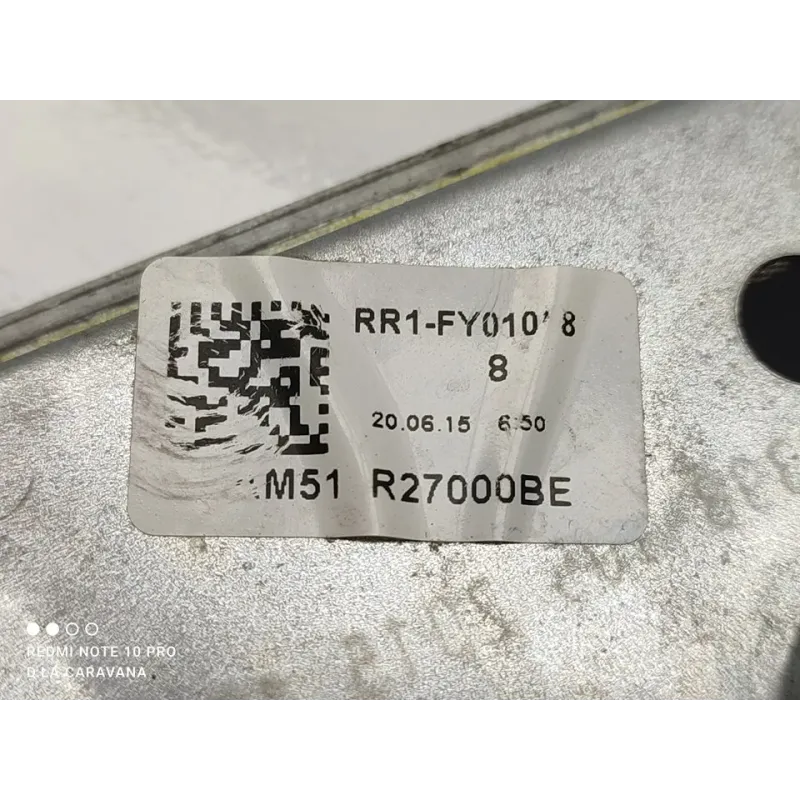 RR1-FY010 8
8
20.06.15 6:50
M51 R27000BE
REDMI NOTE 10 PRO
D.LA CARAVANA